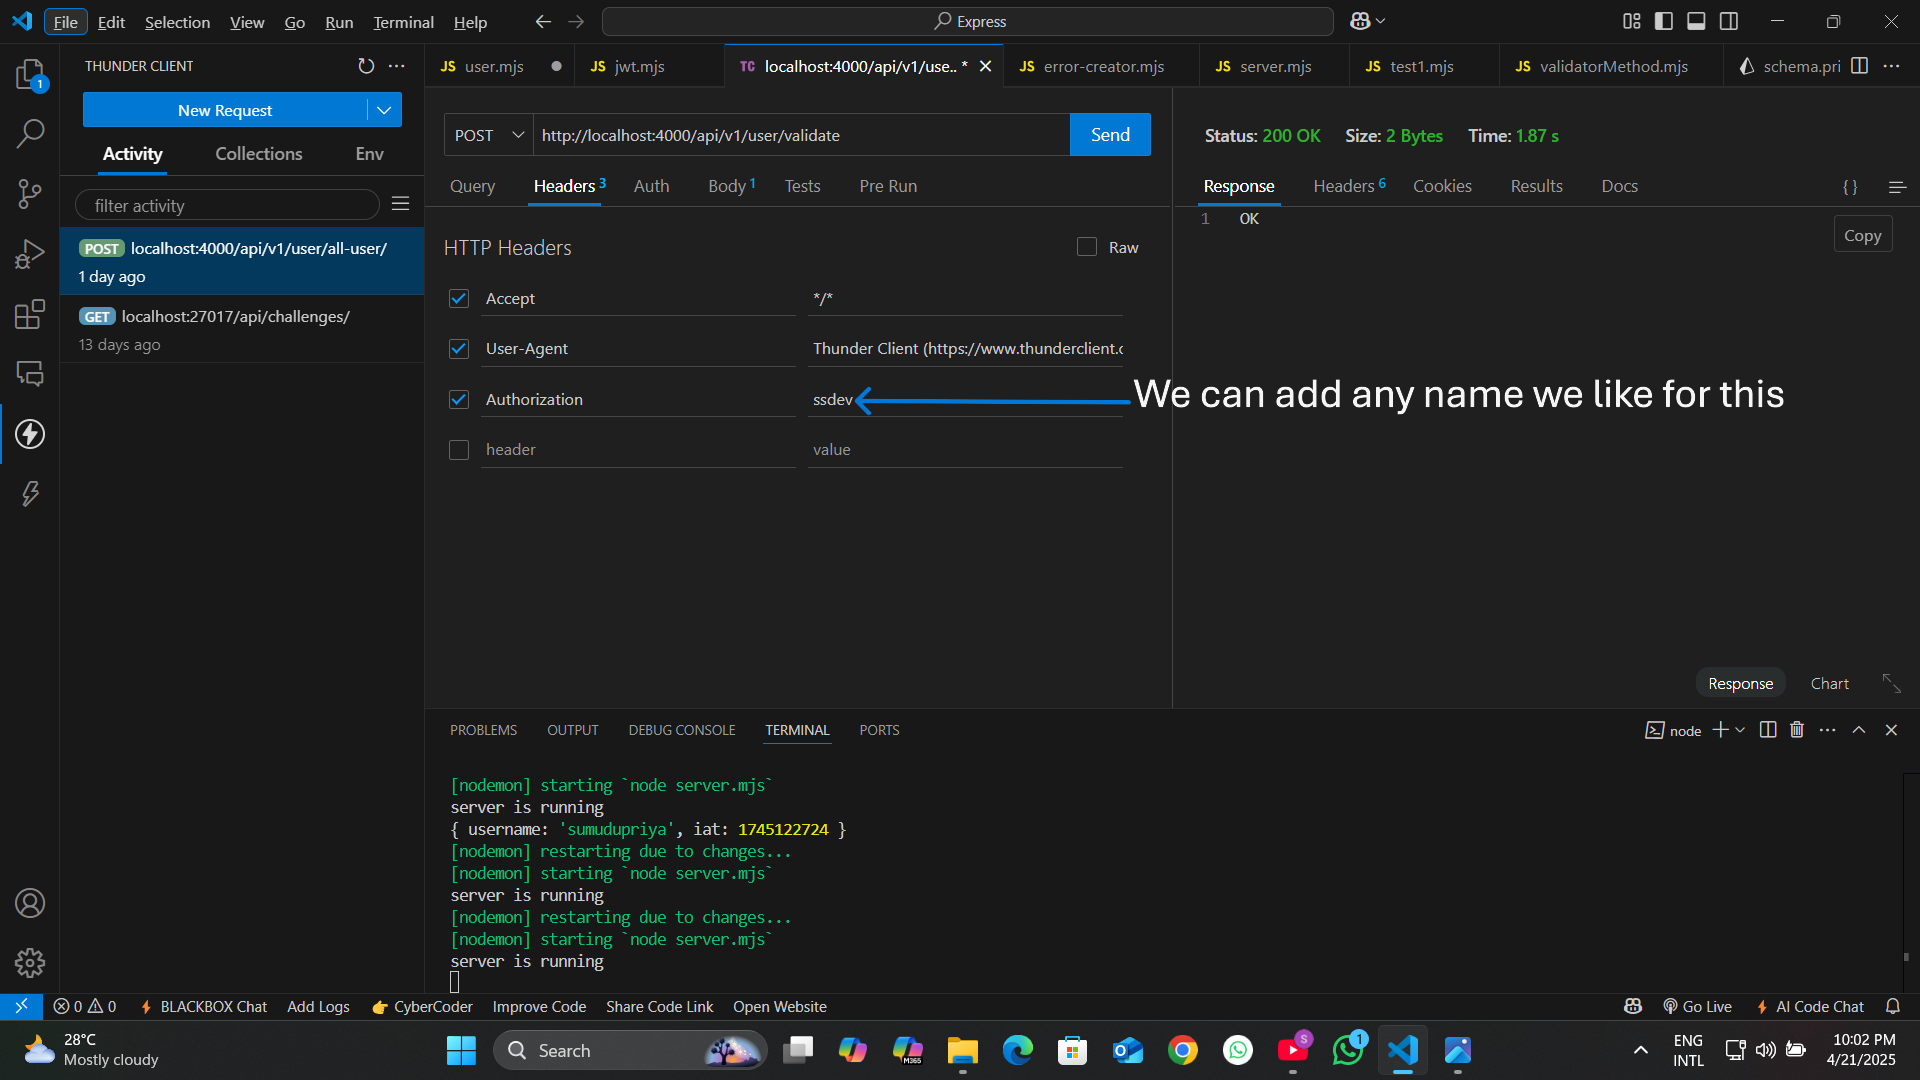 File Edit Selection View Go Run Terminal Help
Express
THUNDER CLIENT
1
New Request
Activity Collections Env
filter activity
POST localhost:4000/api/v1/user/all-user/
1 day ago
GET localhost:27017/api/challenges/
13 days ago
JS user.mjs
JS jwt.mjs
TC localhost:4000/api/v1/use.. *
JS error-creator.mjs
JS server.mjs
JS test1.mjs
JS validatorMethod.mjs
schema.pri
POST http://localhost:4000/api/v1/user/validate Send
Query Headers 3 Auth Body 1 Tests Pre Run
HTTP Headers Raw
Accept */*
User-Agent Thunder Client (https://www.thunderclient.c
Authorization ssdev We can add any name we like for this
header value
Status: 200 OK Size: 2 Bytes Time: 1.87 s
Response Headers 6 Cookies Results Docs {}
1 OK
Copy
Response Chart
PROBLEMS OUTPUT DEBUG CONSOLE TERMINAL PORTS node
[nodemon] starting `node server.mjs`
server is running
{ username: 'sumudupriya', iat: 1745122724 }
[nodemon] restarting due to changes...
[nodemon] starting `node server.mjs`
server is running
[nodemon] restarting due to changes...
[nodemon] starting `node server.mjs`
server is running
0 0 BLACKBOX Chat Add Logs CyberCoder Improve Code Share Code Link Open Website Go Live AI Code Chat
28°C
Mostly cloudy
Search
M365
S
1
ENG
INTL
10:02 PM
4/21/2025